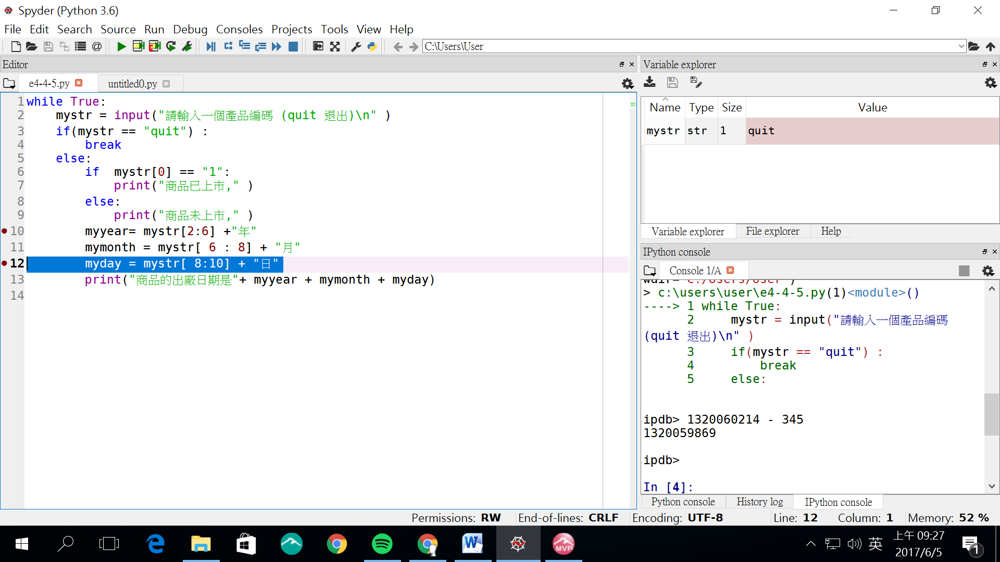 Spyder (Python 3.6)
File Edit Search Source Run Debug Consoles Projects Tools View Help
C:\Users\User
Editor
e4-4-5.py untitled0.py
1 while True:
2     mystr = input("請輸入一個產品編碼 (quit 退出)\n" )
3     if(mystr == "quit") :
4         break
5     else:
6         if  mystr[0] == "1":
7             print("商品已上市," )
8         else:
9             print("商品未上市," )
10         myyear= mystr[2:6] +"年"
11         mymonth = mystr[ 6 : 8] + "月"
12         myday = mystr[ 8:10] + "日"
13         print("商品的出廠日期是"+ myyear + mymonth + myday)
14
Variable explorer
Name Type Size Value
mystr str 1 quit
Variable explorer File explorer Help
IPython console
Console 1/A
wdir='C:/Users/User')
> c:\users\user\e4-4-5.py(1)<module>()
----> 1 while True:
      2     mystr = input("請輸入一個產品編碼
(quit 退出)\n" )
      3     if(mystr == "quit") :
      4         break
      5     else:
ipdb> 1320060214 - 345
1320059869
ipdb>
In [4]:
Python console History log IPython console
Permissions: RW End-of-lines: CRLF Encoding: UTF-8 Line: 12 Column: 1 Memory: 52 %
英
上午 09:27
2017/6/5
1
MVP